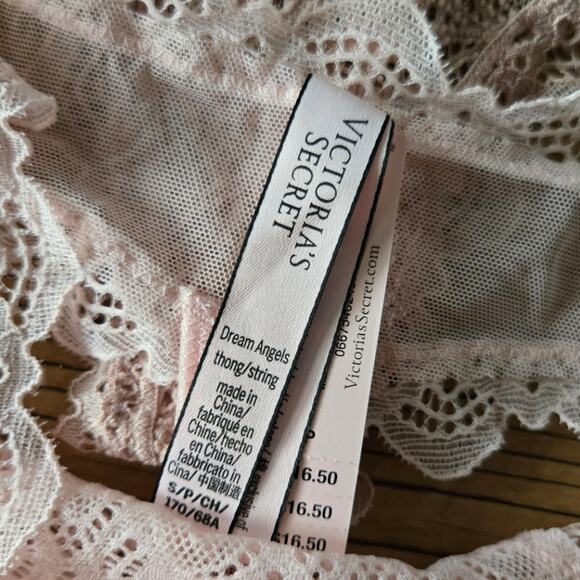 VICTORIA'S
SECRET
Dream Angels
thong/string
made in
China/
fabriqué en
Chine/hecho
en China/
fabbricato in
Cina/ 中国制造
S/P/CH/
170/68A
VictoriasSecret.com
$16.50
$16.50
$16.50